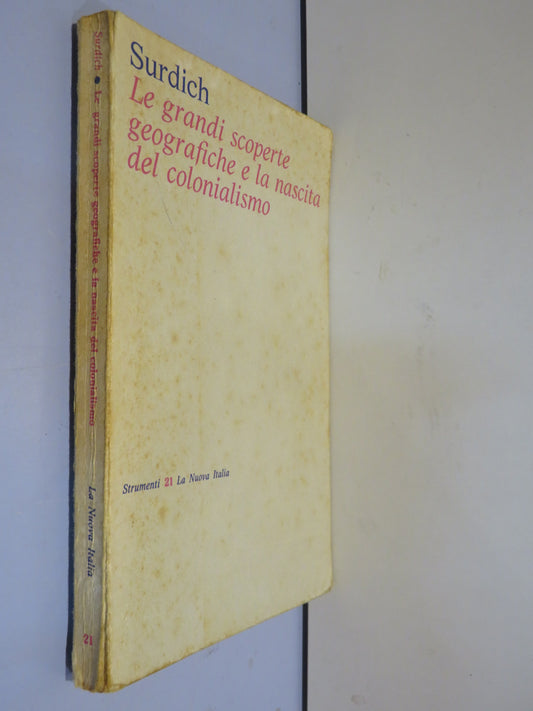 Surdich
Le grandi scoperte
geografiche e la nascita
del colonialismo
Strumenti 21 La Nuova Italia
Surdich • Le grandi scoperte geografiche e la nascita del colonialismo
La Nuova Italia
21